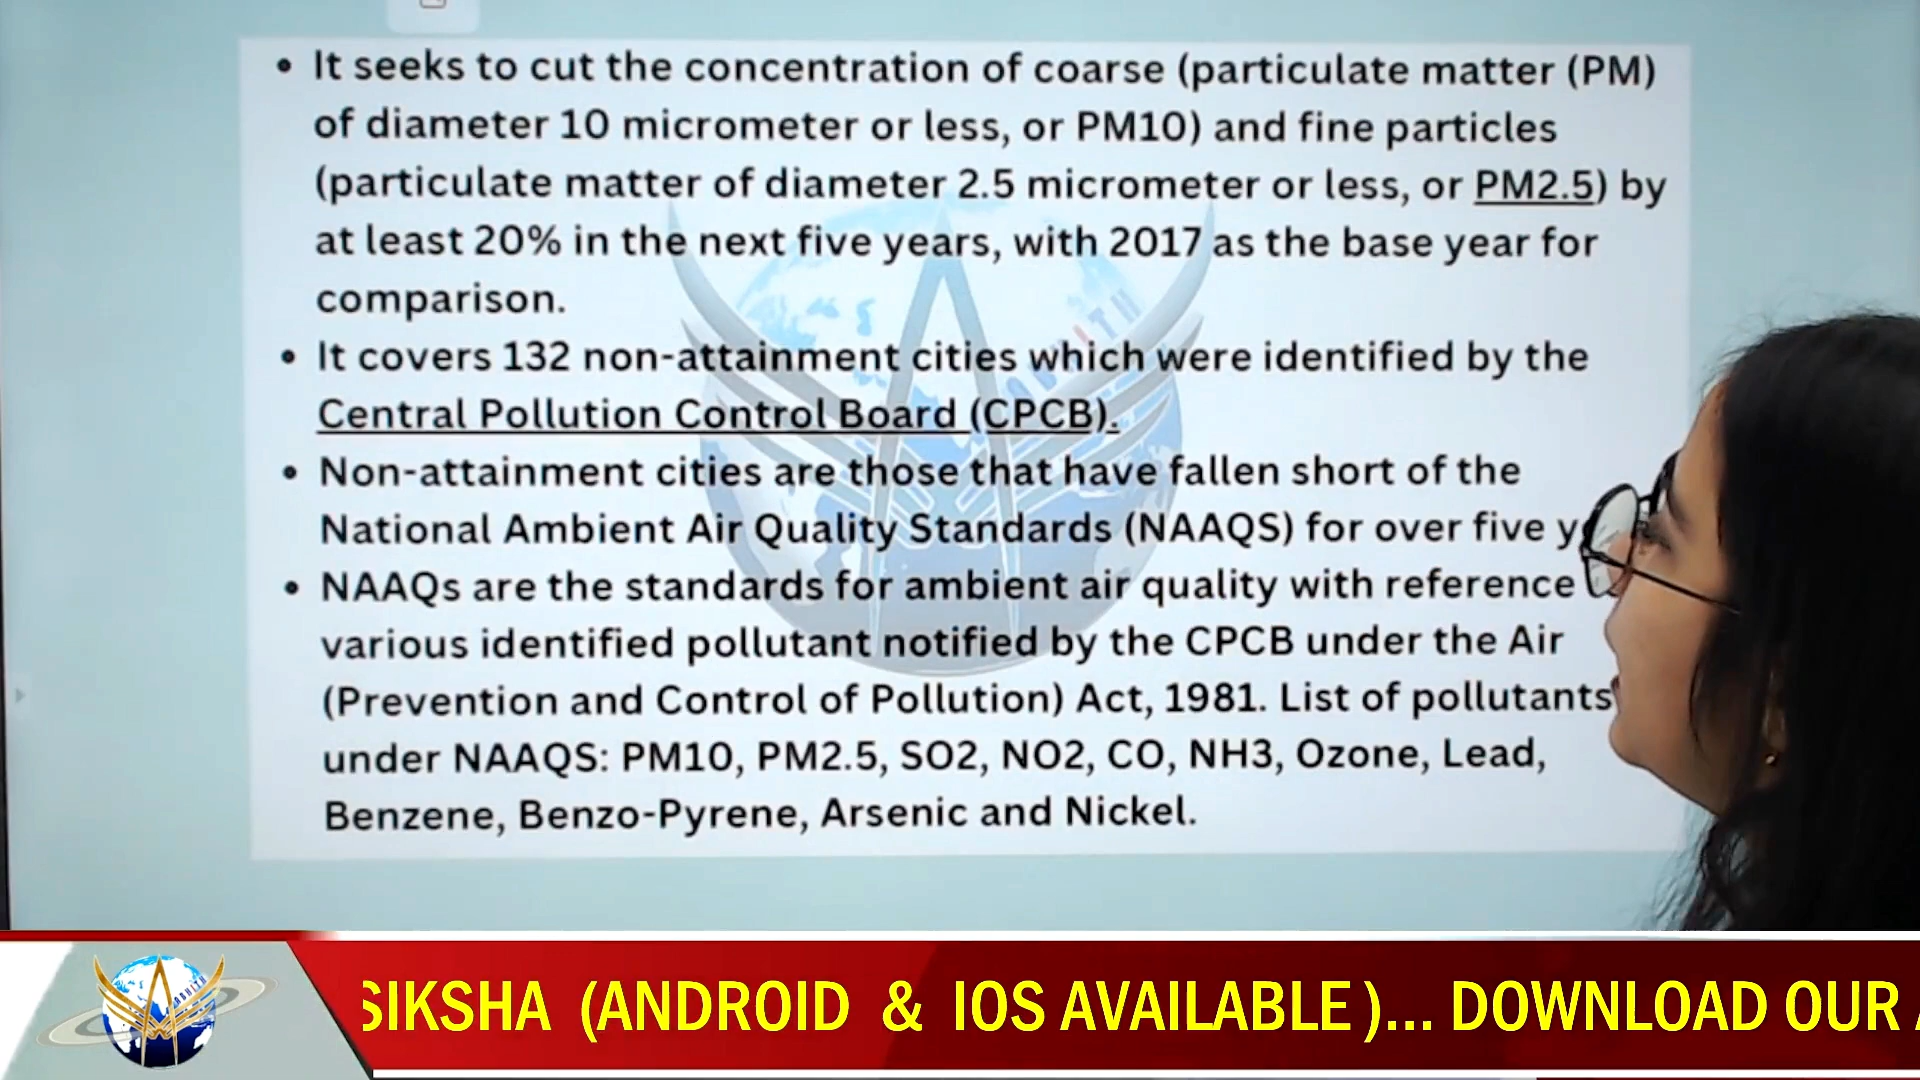 • It seeks to cut the concentration of coarse (particulate matter (PM)
of diameter 10 micrometer or less, or PM10) and fine particles
(particulate matter of diameter 2.5 micrometer or less, or PM2.5) by
at least 20% in the next five years, with 2017 as the base year for
comparison.
• It covers 132 non-attainment cities which were identified by the
Central Pollution Control Board (CPCB).
• Non-attainment cities are those that have fallen short of the
National Ambient Air Quality Standards (NAAQS) for over five
• NAAQs are the standards for ambient air quality with reference
various identified pollutant notified by the CPCB under the Air
(Prevention and Control of Pollution) Act, 1981. List of pollutants
under NAAQS: PM10, PM2.5, SO2, NO2, CO, NH3, Ozone, Lead,
Benzene, Benzo-Pyrene, Arsenic and Nickel.
SIKSHA (ANDROID & IOS AVAILABLE)... DOWNLOAD OUR